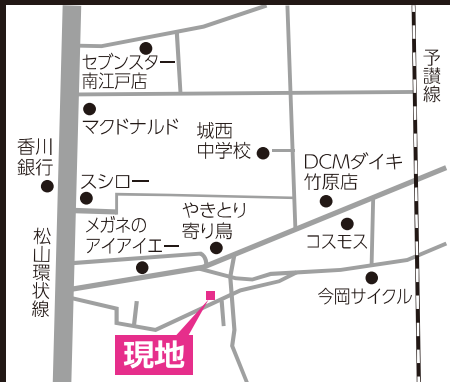 セブンスター
南江戸店
予讃線
マクドナルド
城西
中学校
香川
銀行
スシロー
DCMダイキ
竹原店
やきとり
寄り鳥
メガネの
アイアイエー
コスモス
松山環状線
今岡サイクル
現地